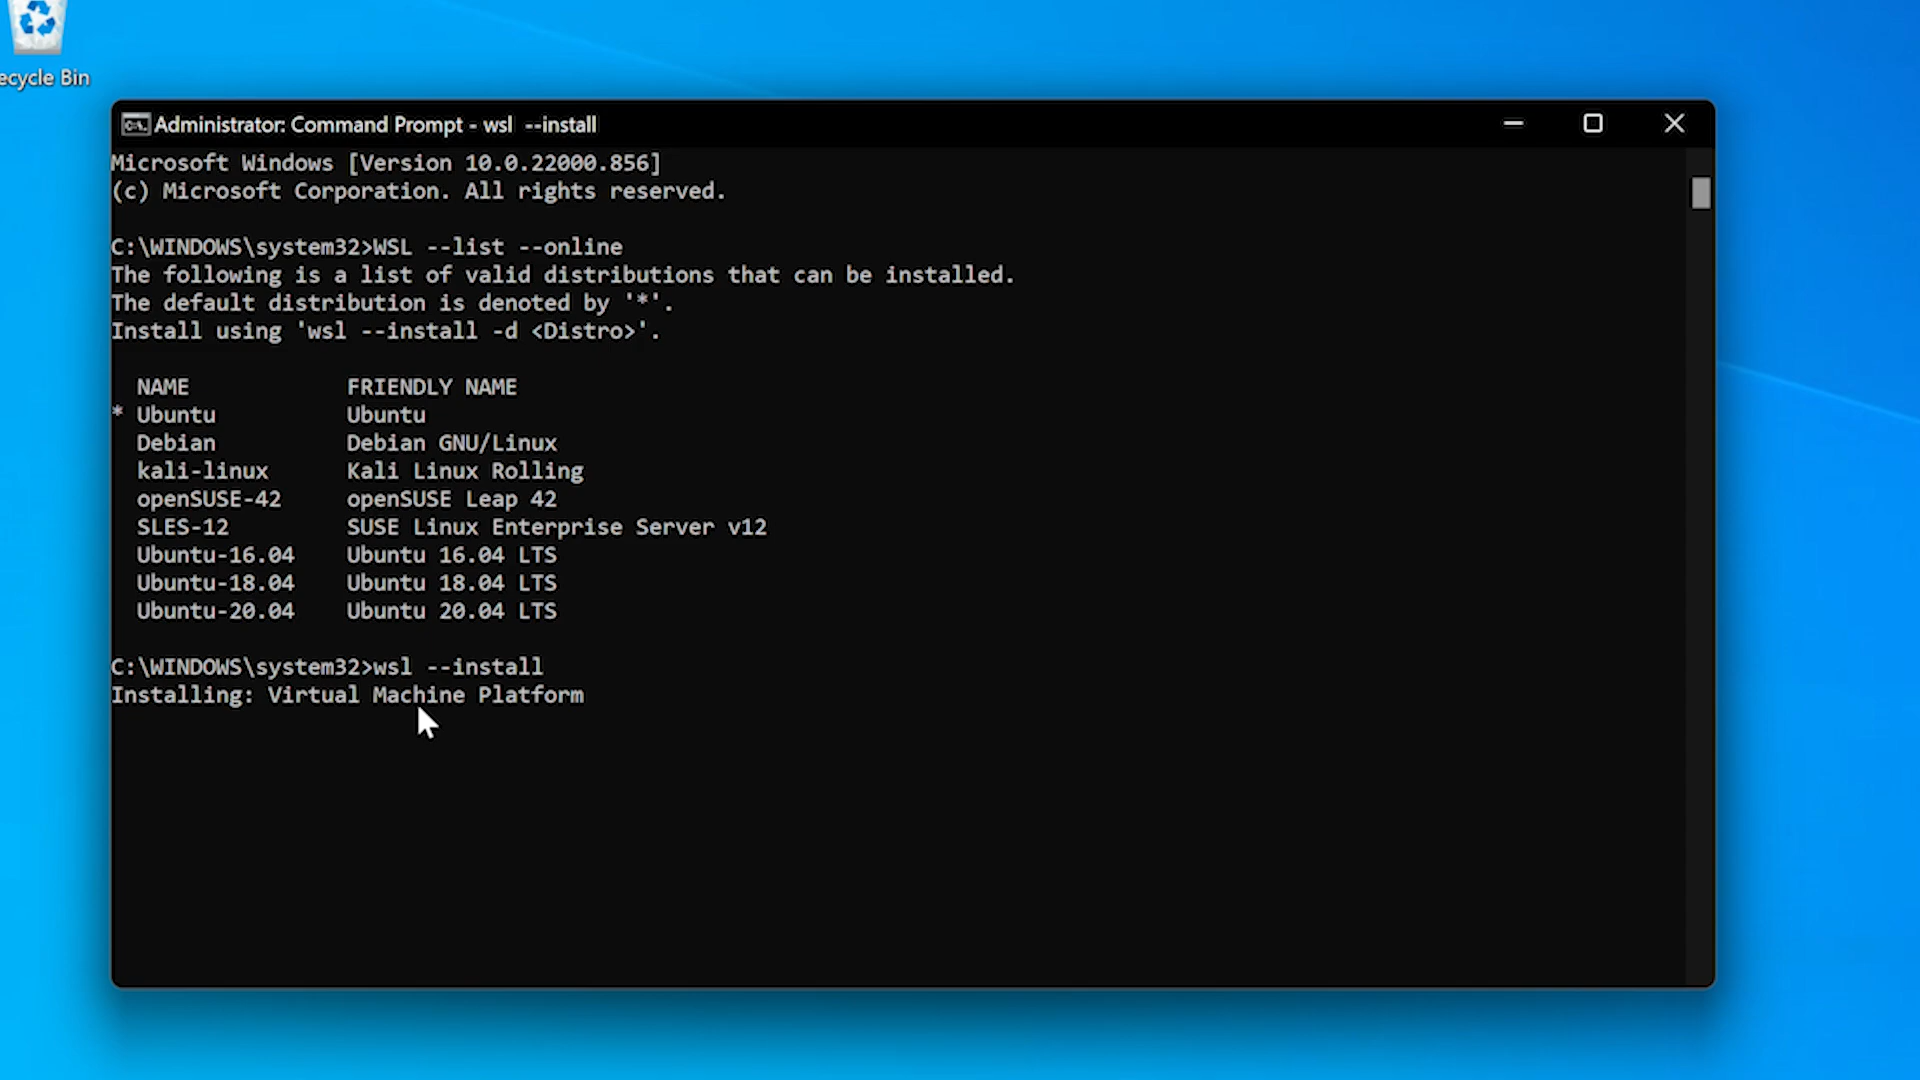 ecycle Bin
Administrator: Command Prompt - wsl --install
Microsoft Windows [Version 10.0.22000.856]
(c) Microsoft Corporation. All rights reserved.
C:\WINDOWS\system32>WSL --list --online
The following is a list of valid distributions that can be installed.
The default distribution is denoted by '*'.
Install using 'wsl --install -d <Distro>'.
NAME FRIENDLY NAME
* Ubuntu Ubuntu
Debian Debian GNU/Linux
kali-linux Kali Linux Rolling
openSUSE-42 openSUSE Leap 42
SLES-12 SUSE Linux Enterprise Server v12
Ubuntu-16.04 Ubuntu 16.04 LTS
Ubuntu-18.04 Ubuntu 18.04 LTS
Ubuntu-20.04 Ubuntu 20.04 LTS
C:\WINDOWS\system32>wsl --install
Installing: Virtual Machine Platform